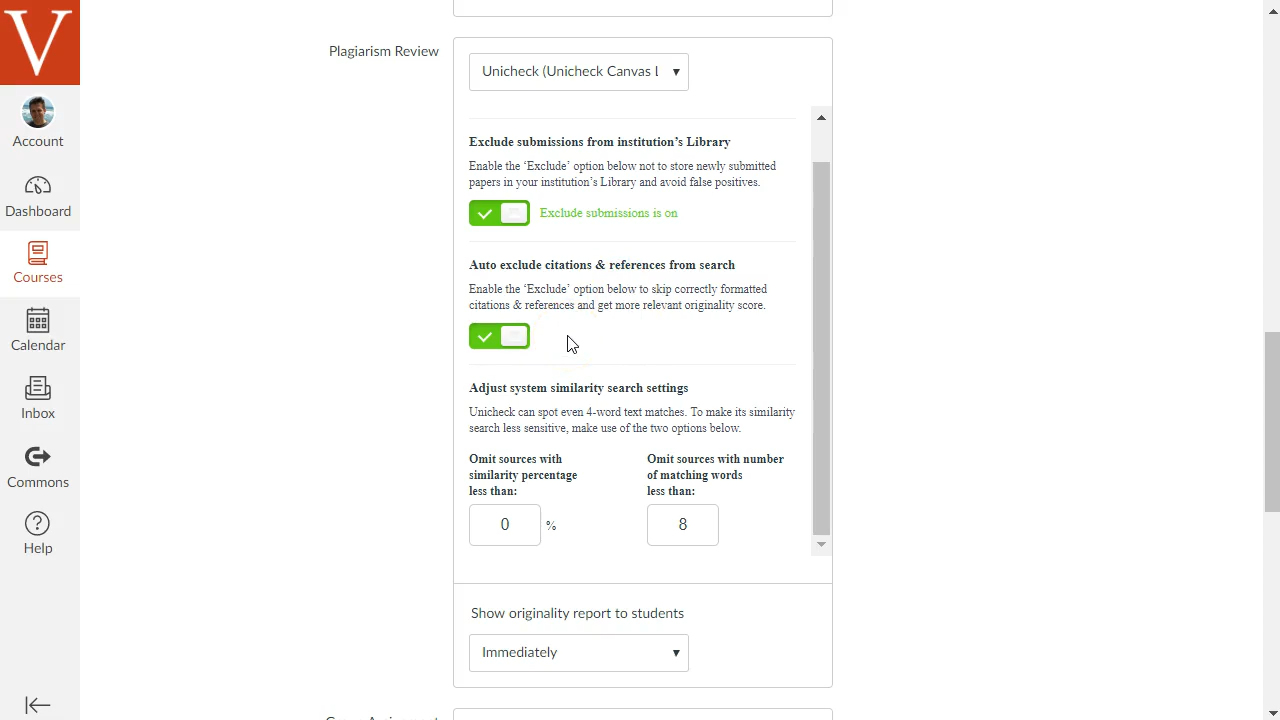 V
Plagiarism Review
Unicheck (Unicheck Canvas L
Exclude submissions from institution's Library
Enable the 'Exclude' option below not to store newly submitted
papers in your institution's Library and avoid false positives.
Exclude submissions is on
Auto exclude citations & references from search
Enable the 'Exclude' option below to skip correctly formatted
citations & references and get more relevant originality score.
Adjust system similarity search settings
Unicheck can spot even 4-word text matches. To make its similarity
search less sensitive, make use of the two options below.
Omit sources with
similarity percentage
less than:
0 %
Omit sources with number
of matching words
less than:
8
Show originality report to students
Immediately
Account
Dashboard
Courses
Calendar
Inbox
Commons
Help